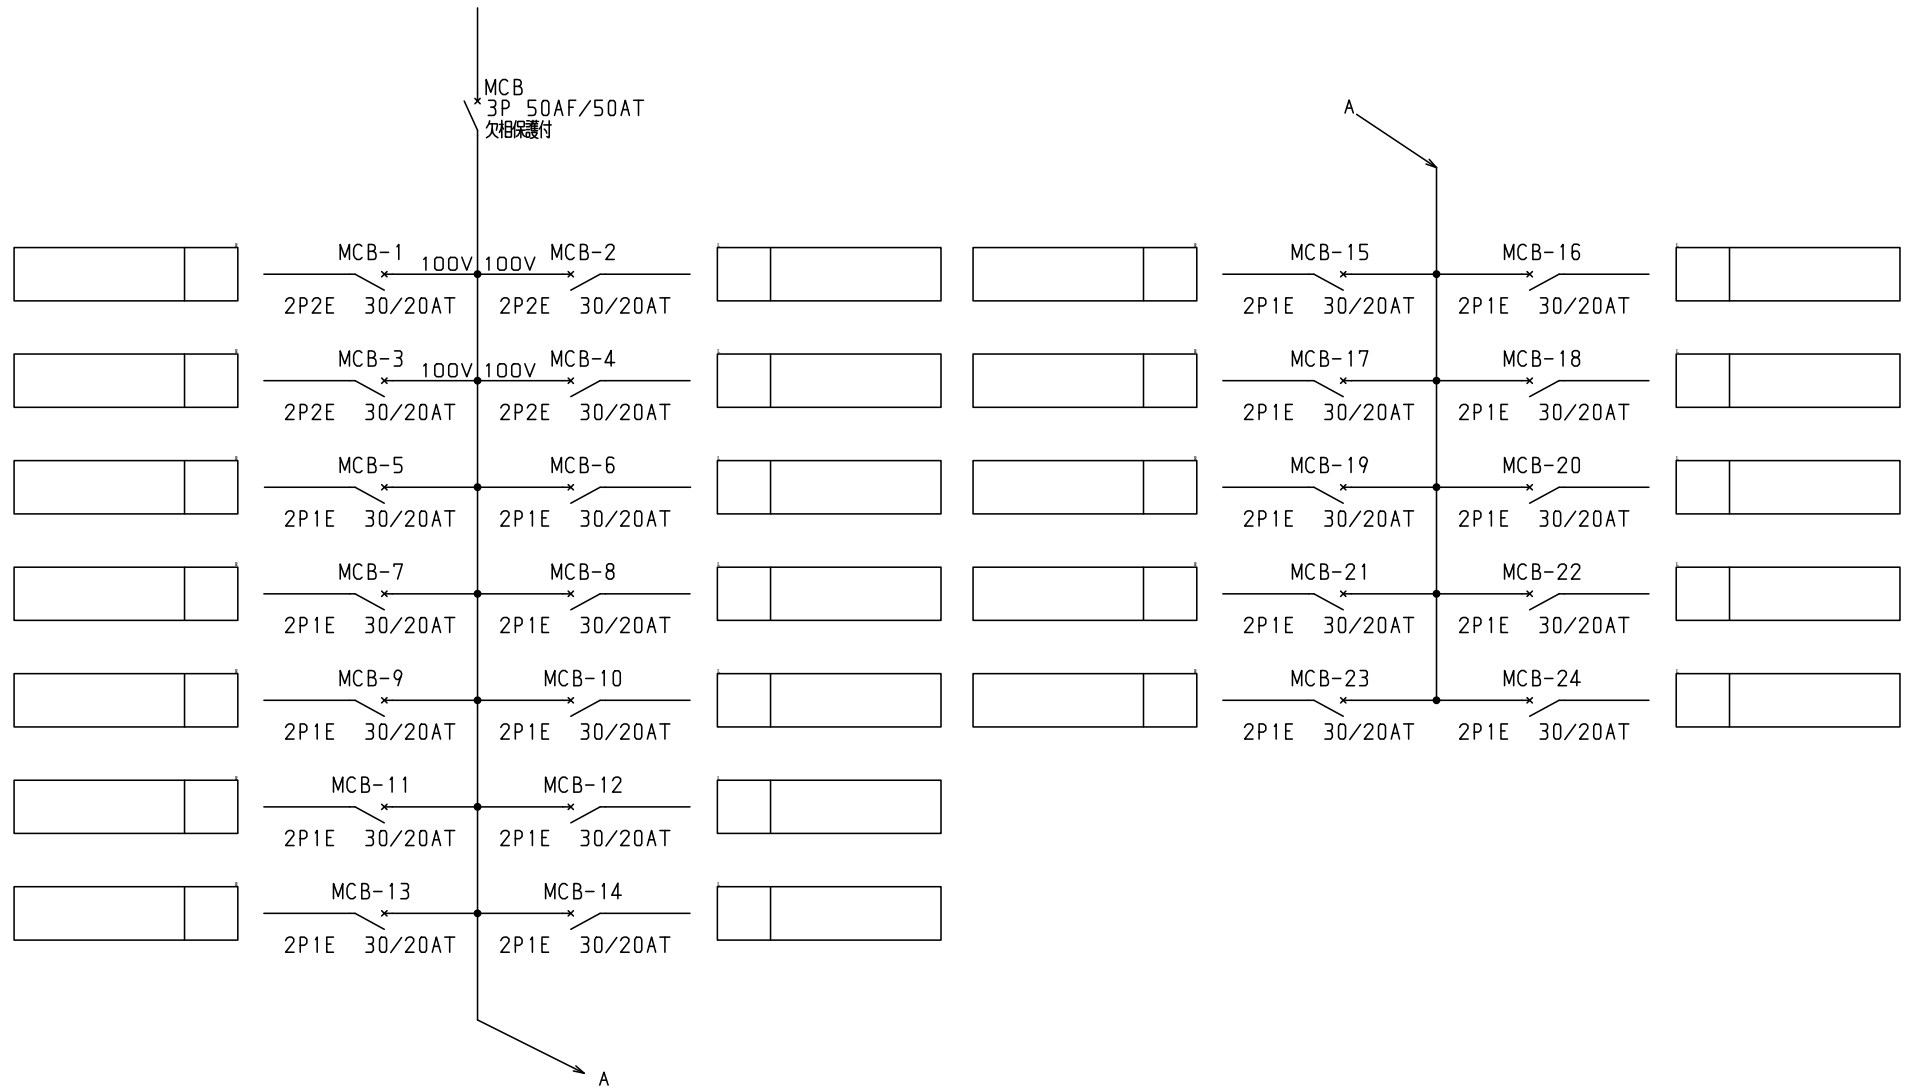 MCB
3P 50AF/50AT
欠相保護付
A
MCB-1 100V 100V MCB-2
2P2E 30/20AT 2P2E 30/20AT
MCB-3 100V 100V MCB-4
2P2E 30/20AT 2P2E 30/20AT
MCB-5 MCB-6
2P1E 30/20AT 2P1E 30/20AT
MCB-7 MCB-8
2P1E 30/20AT 2P1E 30/20AT
MCB-9 MCB-10
2P1E 30/20AT 2P1E 30/20AT
MCB-11 MCB-12
2P1E 30/20AT 2P1E 30/20AT
MCB-13 MCB-14
2P1E 30/20AT 2P1E 30/20AT
A
MCB-15 MCB-16
2P1E 30/20AT 2P1E 30/20AT
MCB-17 MCB-18
2P1E 30/20AT 2P1E 30/20AT
MCB-19 MCB-20
2P1E 30/20AT 2P1E 30/20AT
MCB-21 MCB-22
2P1E 30/20AT 2P1E 30/20AT
MCB-23 MCB-24
2P1E 30/20AT 2P1E 30/20AT